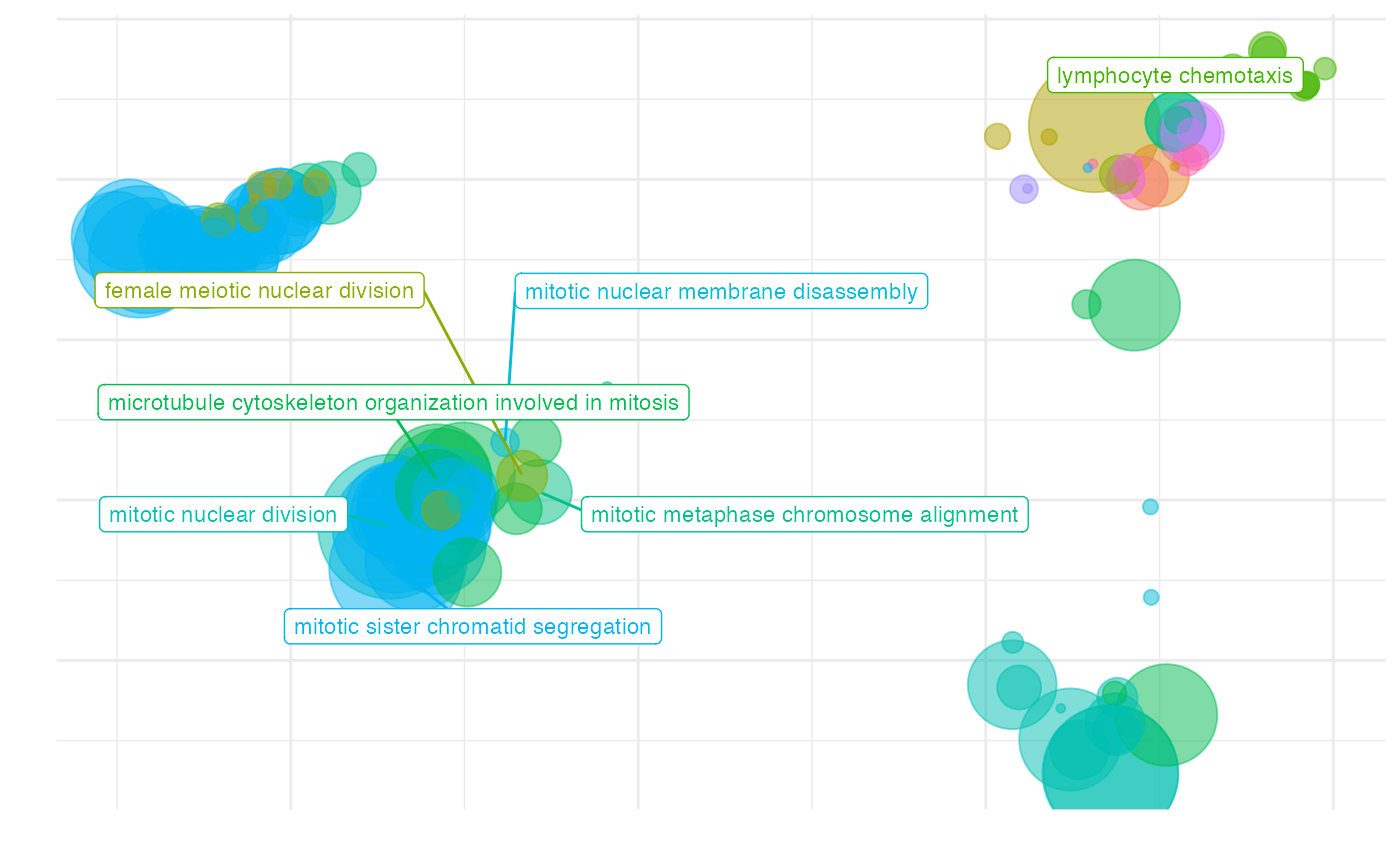 lymphocyte chemotaxis
female meiotic nuclear division
mitotic nuclear membrane disassembly
microtubule cytoskeleton organization involved in mitosis
mitotic nuclear division
mitotic metaphase chromosome alignment
mitotic sister chromatid segregation